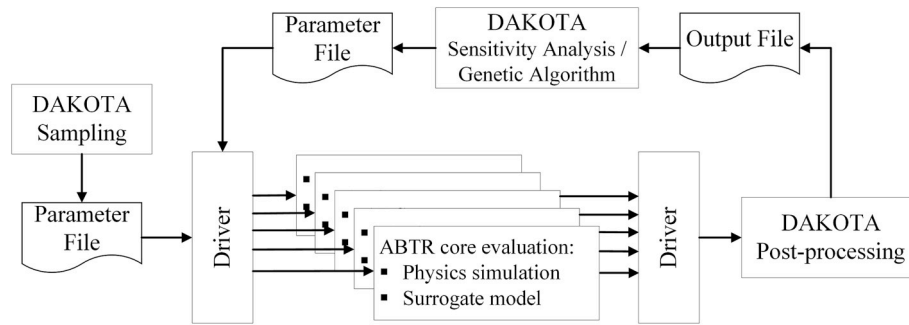 Parameter
File
DAKOTA
Sensitivity Analysis /
Genetic Algorithm
Output File
DAKOTA
Sampling
Parameter
File
Driver
ABTR core evaluation:
▪ Physics simulation
▪ Surrogate model
Driver
DAKOTA
Post-processing